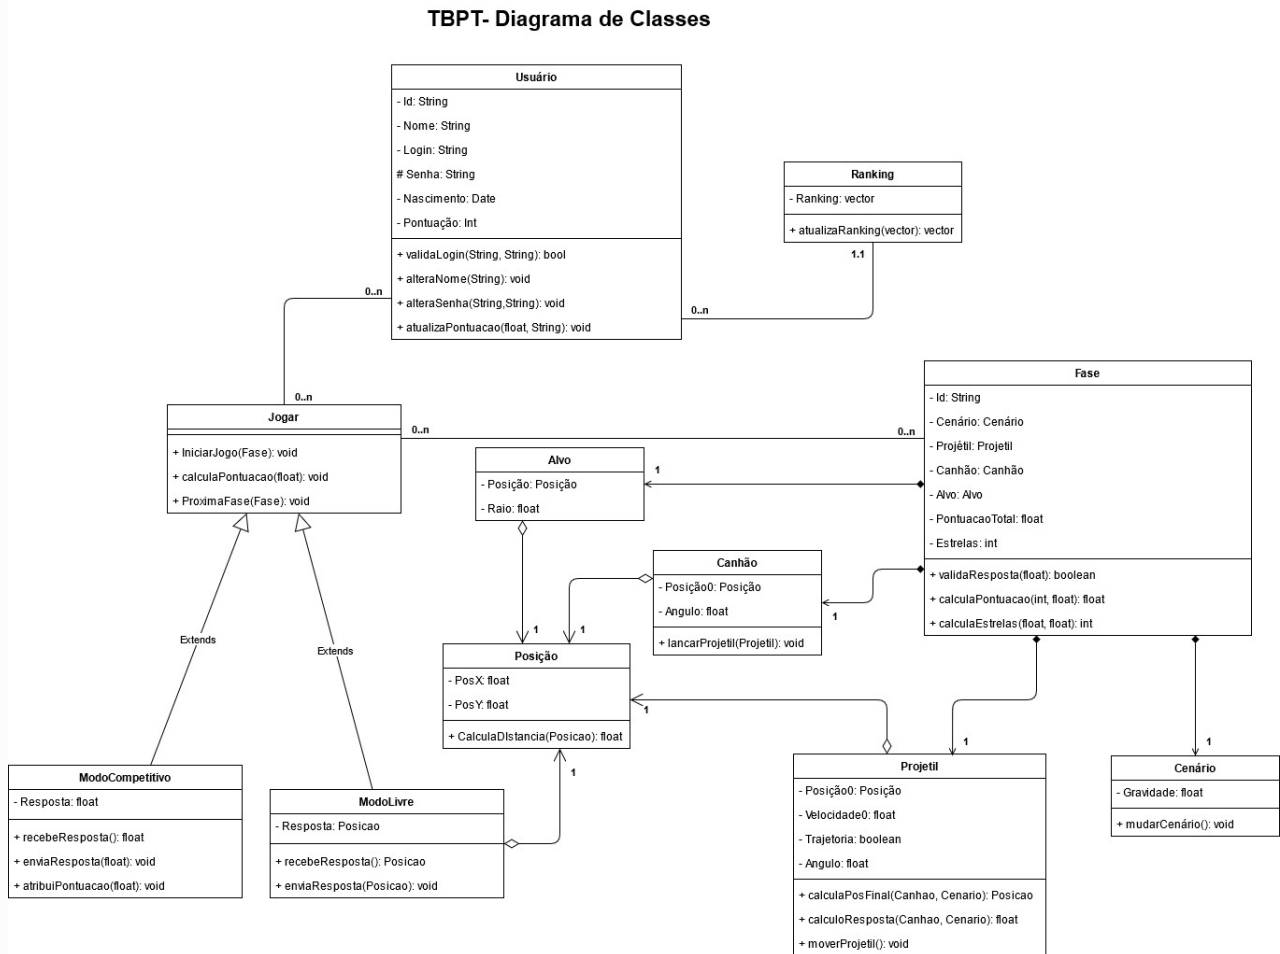 TBPT- Diagrama de Classes
Usuário
- Id: String
- Nome: String
- Login: String
# Senha: String
- Nascimento: Date
- Pontuação: Int
+ validaLogin(String, String): bool
+ alteraNome(String): void
+ alteraSenha(String,String): void
+ atualizaPontuacao(float, String): void
Ranking
- Ranking: vector
+ atualizaRanking(vector): vector
1.1
0..n
0..n
0..n
Jogar
+ IniciarJogo(Fase): void
+ calculaPontuacao(float): void
+ ProximaFase(Fase): void
0..n
0..n
Fase
- Id: String
- Cenário: Cenário
- Projétil: Projetil
- Canhão: Canhão
- Alvo: Alvo
- PontuacaoTotal: float
- Estrelas: int
+ validaResposta(float): boolean
+ calculaPontuacao(int, float): float
+ calculaEstrelas(float, float): int
Alvo
- Posição: Posição
- Raio: float
1
Canhão
- Posição0: Posição
- Angulo: float
+ lancarProjetil(Projetil): void
1
1
1
Posição
- PosX: float
- PosY: float
+ CalculaDIstancia(Posicao): float
1
1
Extends
Extends
ModoCompetitivo
- Resposta: float
+ recebeResposta(): float
+ enviaResposta(float): void
+ atribuiPontuacao(float): void
ModoLivre
- Resposta: Posicao
+ recebeResposta(): Posicao
+ enviaResposta(Posicao): void
1
Projetil
- Posição0: Posição
- Velocidade0: float
- Trajetoria: boolean
- Angulo: float
+ calculaPosFinal(Canhao, Cenario): Posicao
+ calculoResposta(Canhao, Cenario): float
+ moverProjetil(): void
1
Cenário
- Gravidade: float
+ mudarCenário(): void